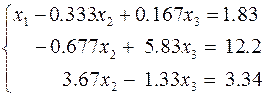 x₁ − 0.333x₂ + 0.167x₃ = 1.83
−0.677x₂ + 5.83x₃ = 12.2
3.67x₂ − 1.33x₃ = 3.34